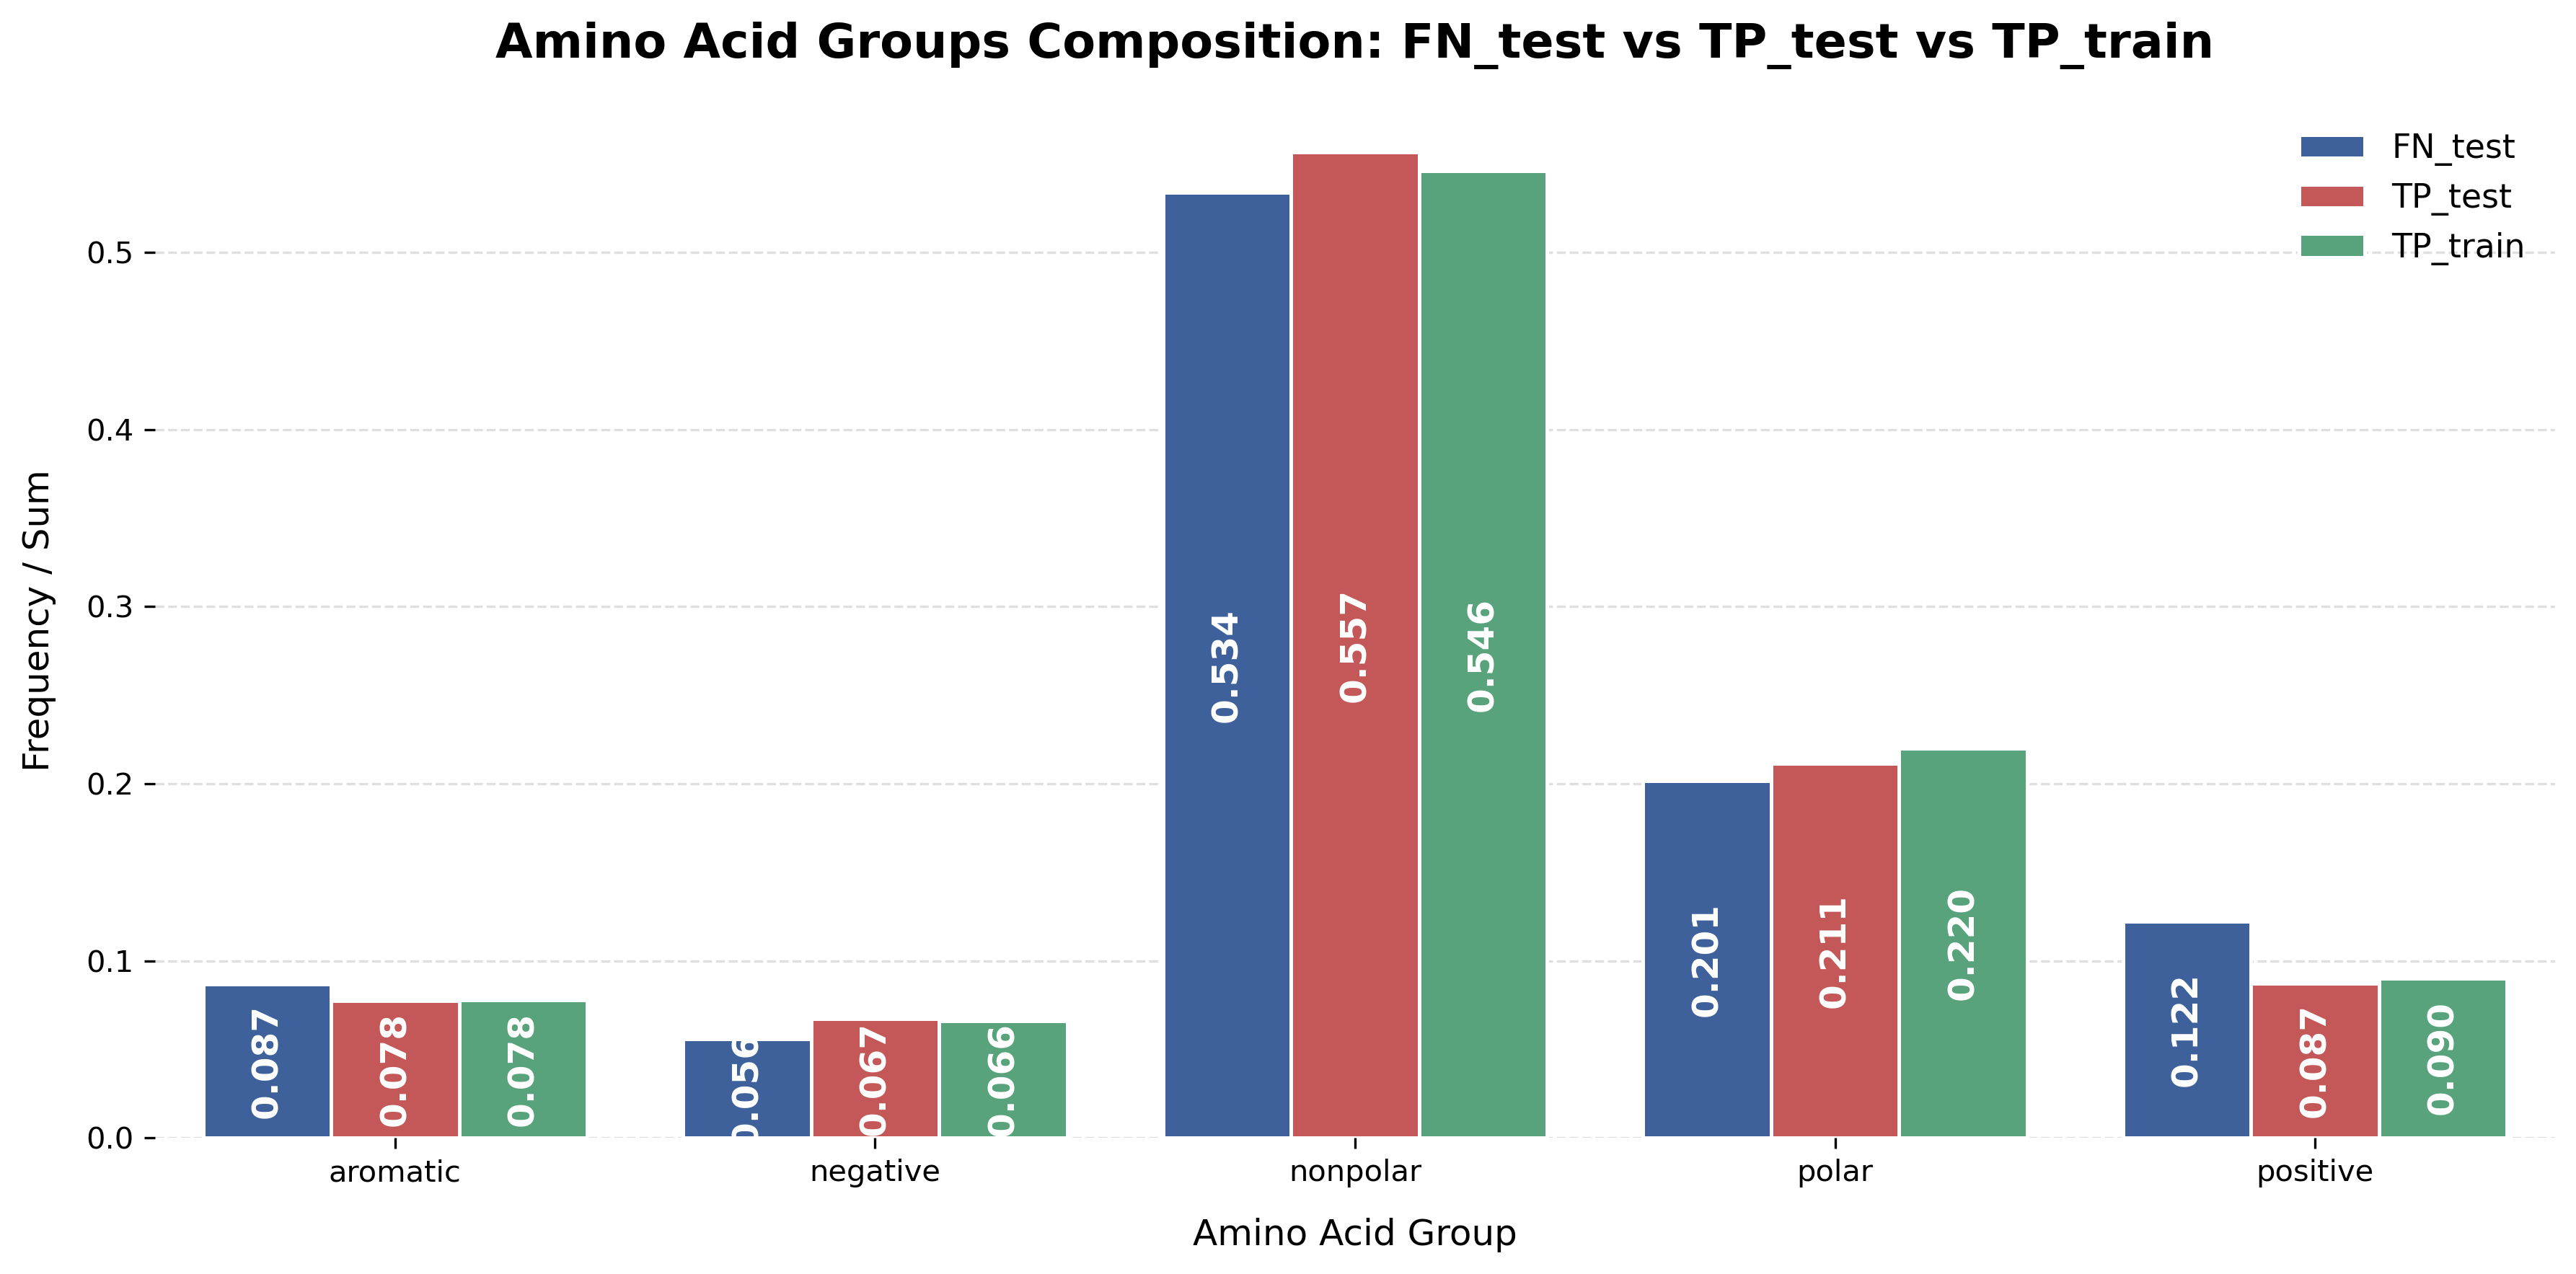 Amino Acid Groups Composition: FN_test vs TP_test vs TP_train
FN_test
TP_test
TP_train
Frequency / Sum
0.5
0.4
0.3
0.2
0.1
0.0
0.087
0.078
0.078
0.056
0.067
0.066
0.534
0.557
0.546
0.201
0.211
0.220
0.122
0.087
0.090
aromatic
negative
nonpolar
polar
positive
Amino Acid Group